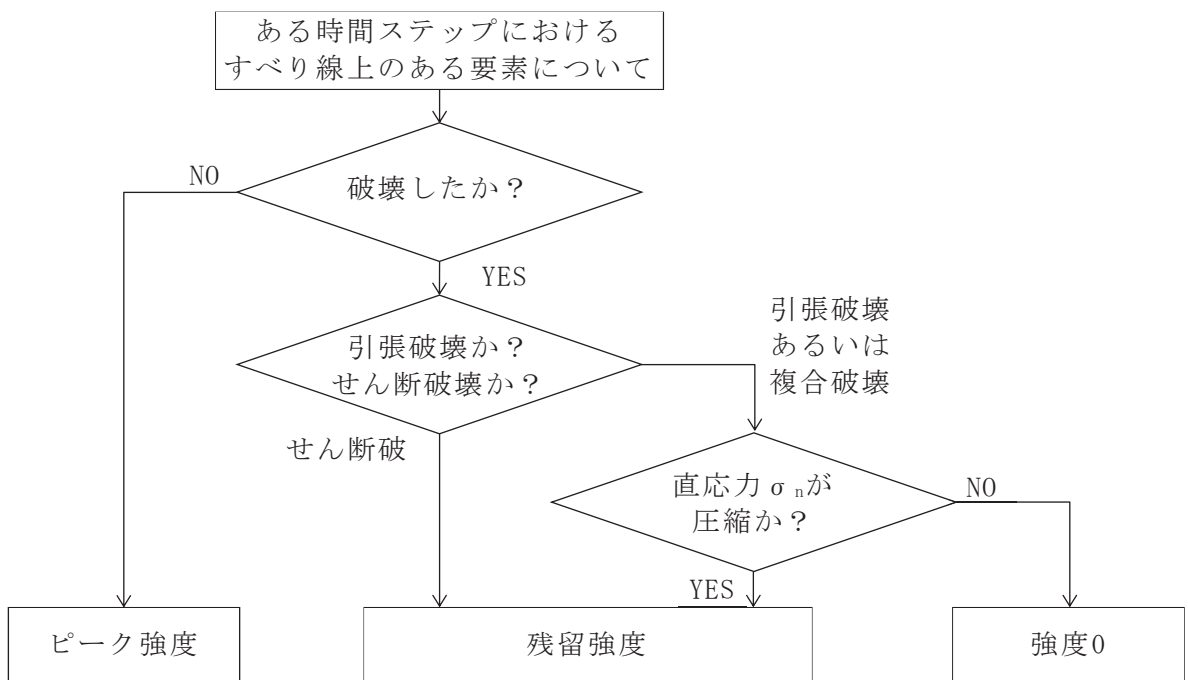 ある時間ステップにおける
すべり線上のある要素について
NO
破壊したか？
YES
引張破壊
あるいは
複合破壊
引張破壊か？
せん断破壊か？
せん断破
直応力σnが
圧縮か？
NO
YES
ピーク強度
残留強度
強度0